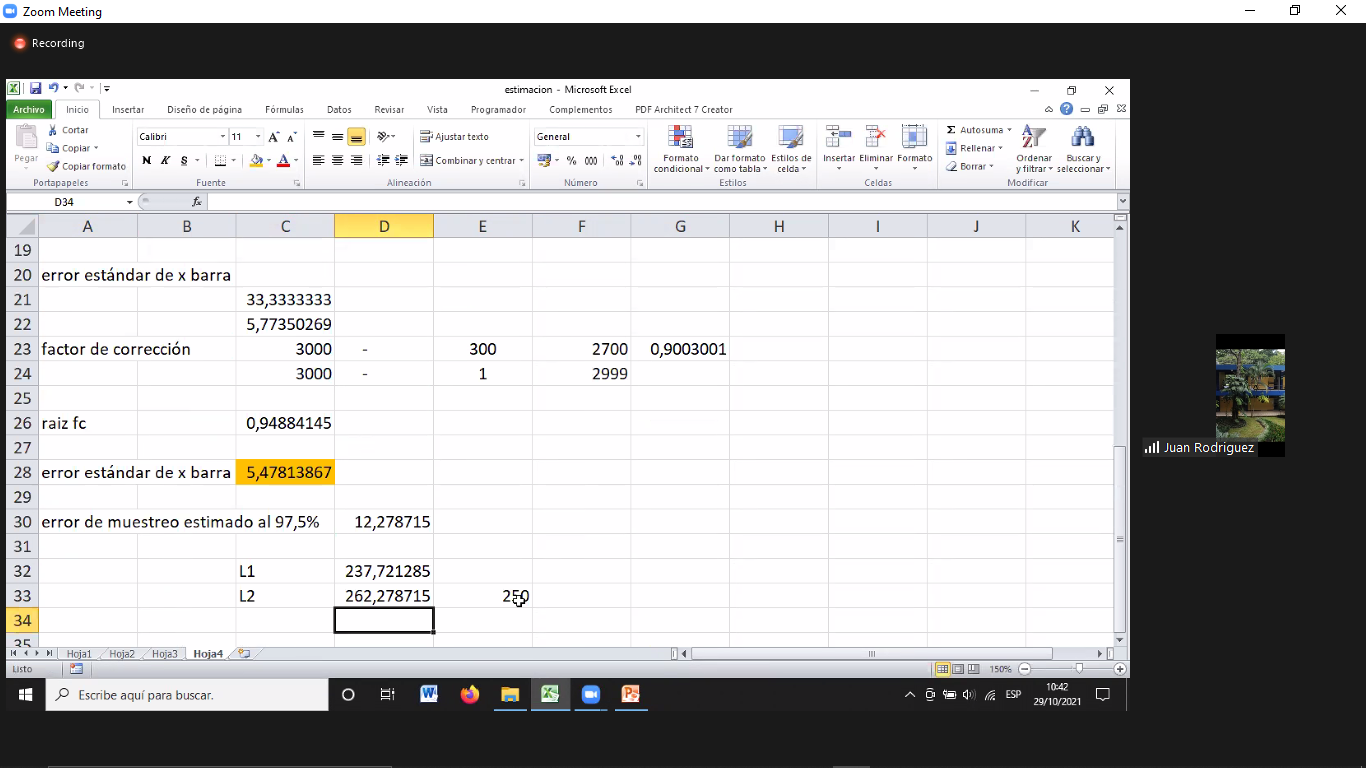 Zoom Meeting
Recording
estimacion - Microsoft Excel
Archivo Inicio Insertar Diseño de página Fórmulas Datos Revisar Vista Programador Complementos PDF Architect 7 Creator
Pegar
Cortar
Copiar
Copiar formato
Portapapeles
Calibri 11
N K S
A A
Fuente
Ajustar texto
Combinar y centrar
Alineación
General
% 000
Número
Formato condicional
Dar formato como tabla
Estilos de celda
Estilos
Insertar Eliminar Formato
Celdas
Σ Autosuma
Rellenar
Borrar
Ordenar y filtrar
Buscar y seleccionar
Modificar
D34 fx
A B C D E F G H I J K
19
20 error estándar de x barra
21 33,3333333
22 5,77350269
23 factor de corrección 3000 - 300 2700 0,9003001
24 3000 - 1 2999
25
26 raiz fc 0,94884145
27
28 error estándar de x barra 5,47813867
29
30 error de muestreo estimado al 97,5% 12,278715
31
32 L1 237,721285
33 L2 262,278715 250
34
35
Hoja1 Hoja2 Hoja3 Hoja4
Listo 150%
Escribe aquí para buscar.
ESP
10:42
29/10/2021
Juan Rodriguez